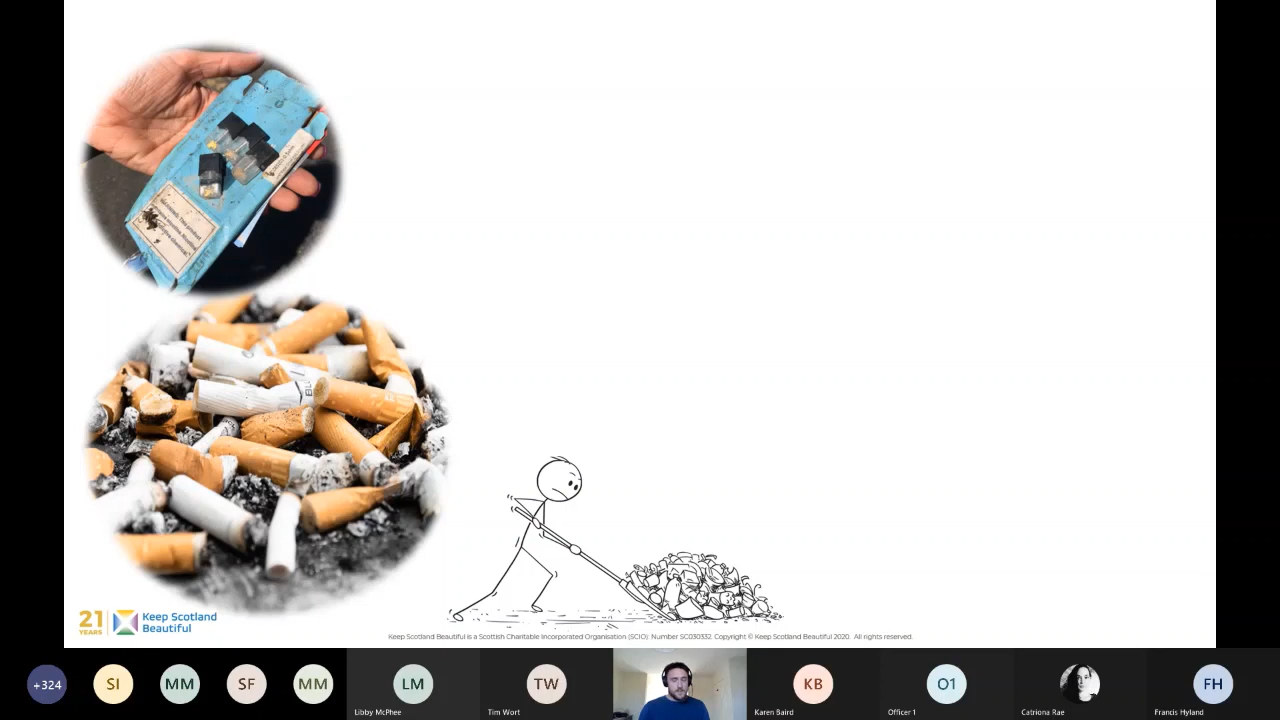 21
YEARS
Keep Scotland
Beautiful
Keep Scotland Beautiful is a Scottish Charitable Incorporated Organisation (SCIO): Number SC030332. Copyright © Keep Scotland Beautiful 2020. All rights reserved.
+324
SI
MM
SF
MM
LM
TW
KB
O1
FH
Libby McPhee
Tim Wort
Karen Baird
Officer 1
Catriona Rae
Francis Hyland